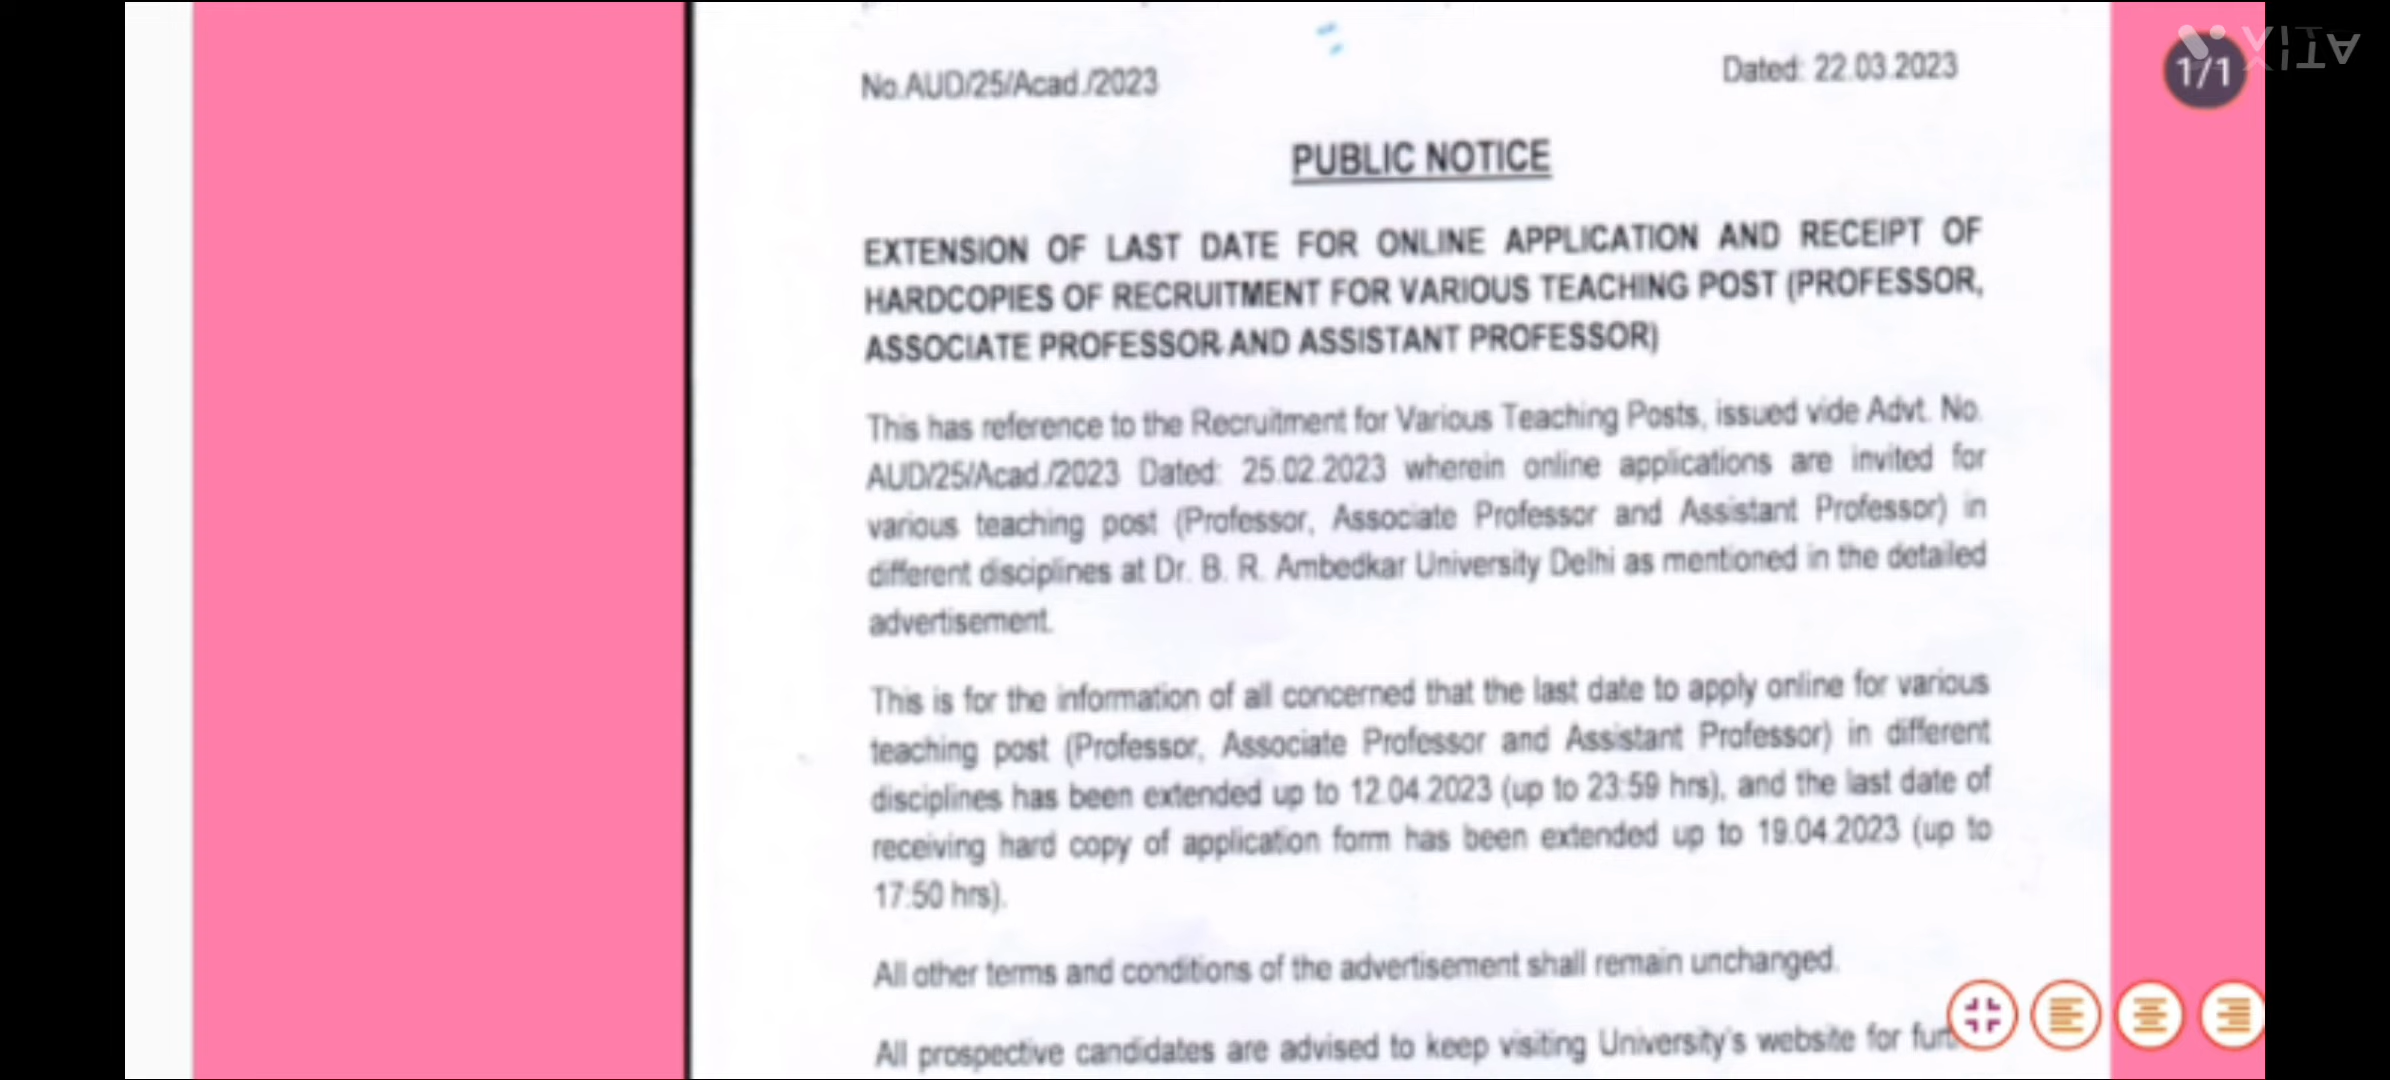 No.AUD/25/Acad./2023
Dated: 22.03.2023
1/1
VITA
PUBLIC NOTICE
EXTENSION OF LAST DATE FOR ONLINE APPLICATION AND RECEIPT OF
HARDCOPIES OF RECRUITMENT FOR VARIOUS TEACHING POST (PROFESSOR,
ASSOCIATE PROFESSOR AND ASSISTANT PROFESSOR)
This has reference to the Recruitment for Various Teaching Posts, issued vide Advt. No.
AUD/25/Acad./2023 Dated: 25.02.2023 wherein online applications are invited for
various teaching post (Professor, Associate Professor and Assistant Professor) in
different disciplines at Dr. B. R. Ambedkar University Delhi as mentioned in the detailed
advertisement.
This is for the information of all concerned that the last date to apply online for various
teaching post (Professor, Associate Professor and Assistant Professor) in different
disciplines has been extended up to 12.04.2023 (up to 23:59 hrs), and the last date of
receiving hard copy of application form has been extended up to 19.04.2023 (up to
17:50 hrs).
All other terms and conditions of the advertisement shall remain unchanged.
All prospective candidates are advised to keep visiting University's website for